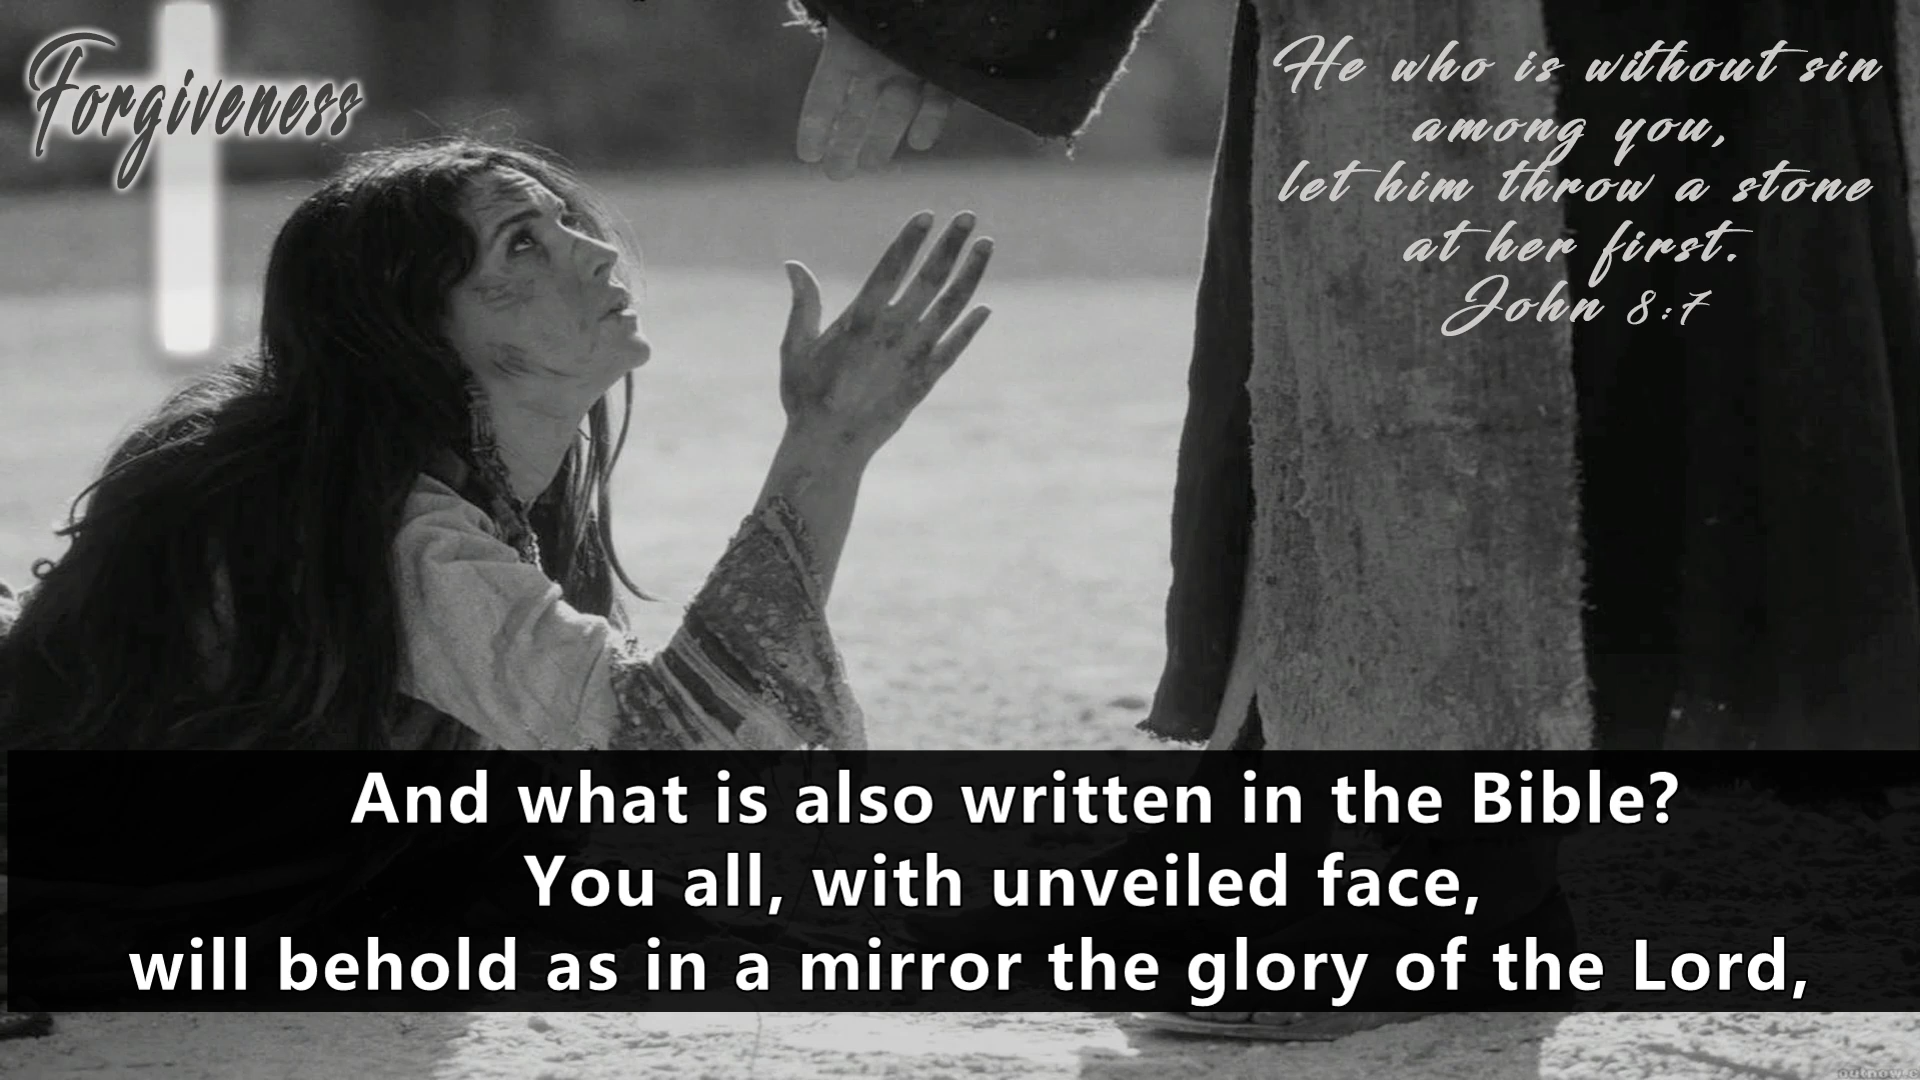 Forgiveness
He who is without sin
among you,
let him throw a stone
at her first.
John 8:7
And what is also written in the Bible?
You all, with unveiled face,
will behold as in a mirror the glory of the Lord,